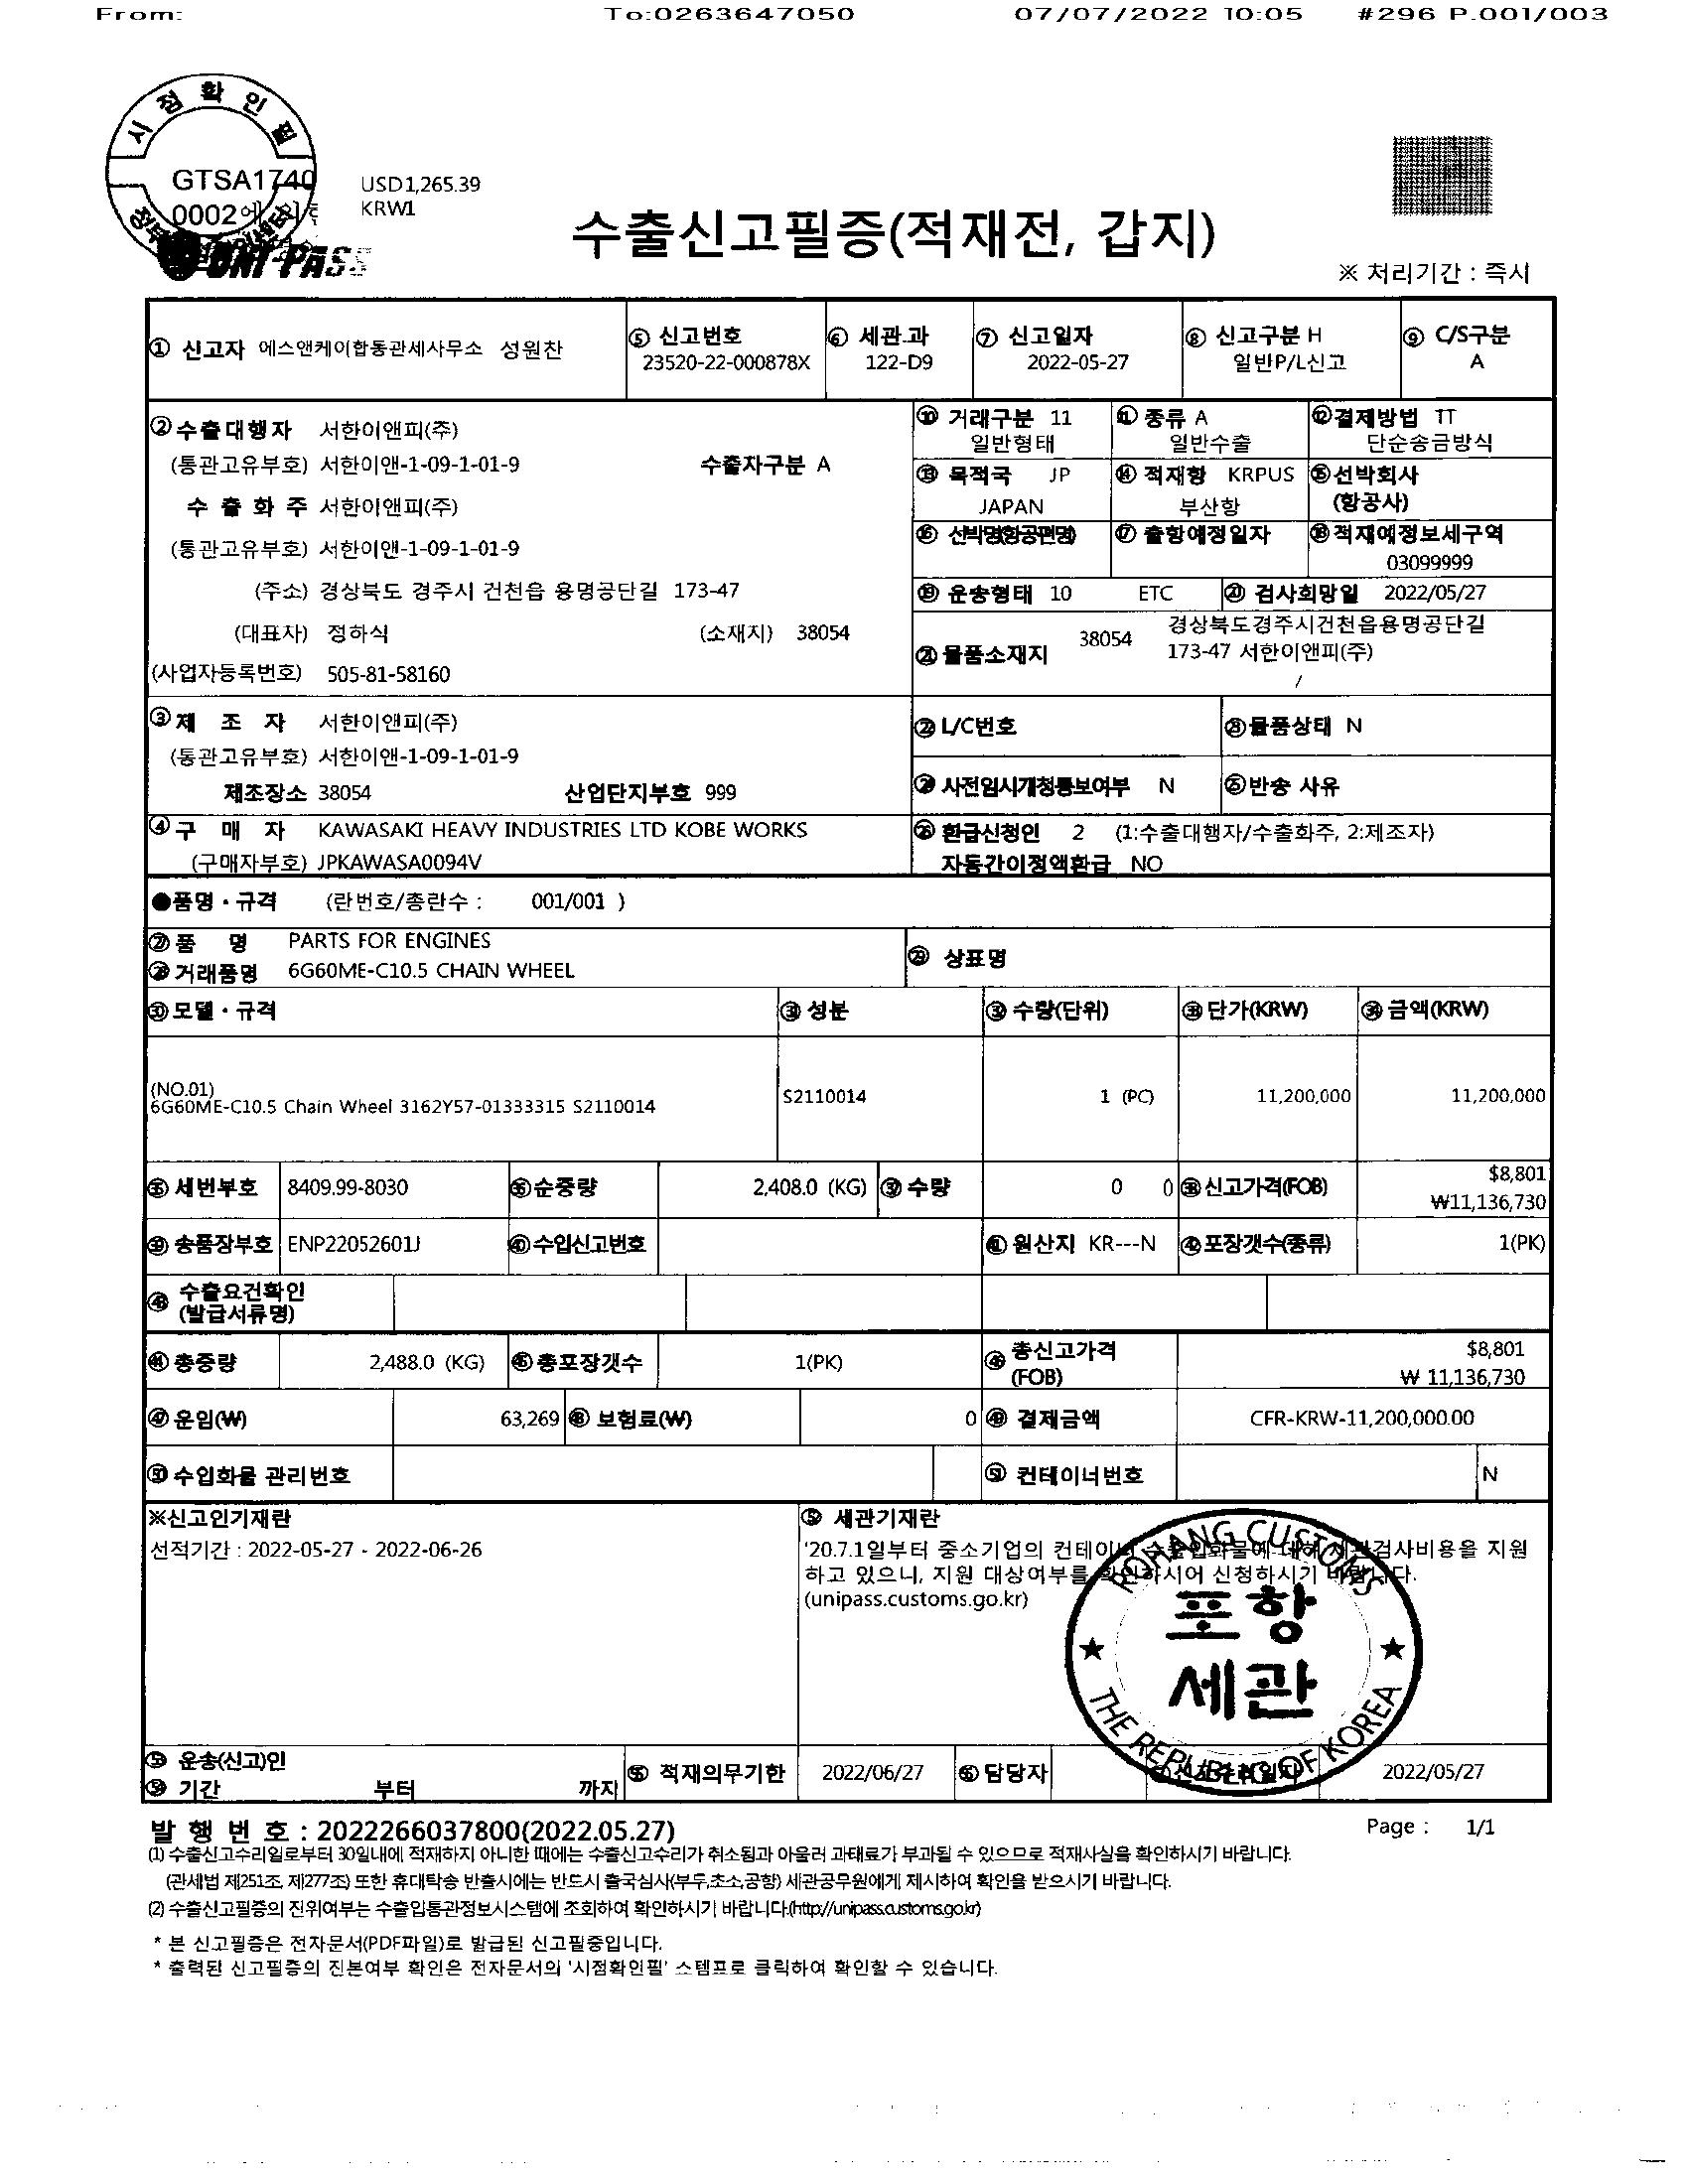 From: To:0263647050 07/07/2022 10:05 #296 P.001/003
시 점 확 인 필
GTSA1740
0002
USD1,265.39
KRW1
UNI-PASS
수출신고필증(적재전, 갑지)
※ 처리기간 : 즉시
① 신고자 에스앤케이합동관세사무소 성원찬
⑤ 신고번호
23520-22-000878X
⑥ 세관.과
122-D9
⑦ 신고일자
2022-05-27
⑧ 신고구분 H
일반P/L신고
⑨ C/S구분
A
②수출대행자 서한이앤피(주)
(통관고유부호) 서한이앤-1-09-1-01-9 수출자구분 A
수 출 화 주 서한이앤피(주)
(통관고유부호) 서한이앤-1-09-1-01-9
(주소) 경상북도 경주시 건천읍 용명공단길 173-47
(대표자) 정하식 (소재지) 38054
(사업자등록번호) 505-81-58160
⑩ 거래구분 11
일반형태
⑪ 종류 A
일반수출
⑫결제방법 TT
단순송금방식
⑬ 목적국 JP
JAPAN
⑭ 적재항 KRPUS
부산항
⑮선박회사
(항공사)
⑯ 선박명(항공편명)
⑰ 출항예정일자
⑱적재예정보세구역
03099999
⑲ 운송형태 10 ETC
⑳ 검사희망일 2022/05/27
㉑ 물품소재지 38054 경상북도경주시건천읍용명공단길
173-47 서한이앤피(주)
/
③제 조 자 서한이앤피(주)
(통관고유부호) 서한이앤-1-09-1-01-9
제조장소 38054 산업단지부호 999
㉒ L/C번호
㉓물품상태 N
㉔ 사전임시개청통보여부 N
㉕반송 사유
④구 매 자 KAWASAKI HEAVY INDUSTRIES LTD KOBE WORKS
(구매자부호) JPKAWASA0094V
㉖ 환급신청인 2 (1:수출대행자/수출화주, 2:제조자)
자동간이정액환급 NO
●품명 · 규격 (란번호/총란수 : 001/001 )
㉗품 명 PARTS FOR ENGINES
㉘거래품명 6G60ME-C10.5 CHAIN WHEEL
㉙ 상표명
㉚모델 · 규격 ㉛ 성분 ㉜ 수량(단위) ㉝ 단가(KRW) ㉞ 금액(KRW)
(NO.01)
6G60ME-C10.5 Chain Wheel 3162Y57-01333315 S2110014 S2110014 1 (PC) 11,200,000 11,200,000
㉟ 세번부호 8409.99-8030 ㊱순중량 2,408.0 (KG) ㊲ 수량 0 0 ㊳신고가격(FOB) $8,801
₩11,136,730
㊴ 송품장부호 ENP22052601J ㊵수입신고번호 ㊶ 원산지 KR---N ㊷포장갯수(종류) 1(PK)
㊸ 수출요건확인
(발급서류명)
㊹ 총중량 2,488.0 (KG) ㊺ 총포장갯수 1(PK) ㊻ 총신고가격
(FOB) $8,801
₩ 11,136,730
㊼ 운임(₩) 63,269 ㊽ 보험료(₩) 0 ㊾ 결제금액 CFR-KRW-11,200,000.00
㊿ 수입화물 관리번호 51 컨테이너번호 N
※신고인기재란
선적기간 : 2022-05-27 - 2022-06-26
52 세관기재란
'20.7.1일부터 중소기업의 컨테이너 수출입화물에 대해 세관검사비용을 지원
하고 있으니, 지원 대상여부를 확인하시어 신청하시기 바랍니다.
(unipass.customs.go.kr)
POHANG CUSTOMS
포항
세관
THE REPUBLIC OF KOREA
53 운송(신고)인
54 기간 부터 까지
55 적재의무기한 2022/06/27 56 담당자 57 신고수리일자 2022/05/27
발 행 번 호 : 2022266037800(2022.05.27) Page : 1/1
(1) 수출신고수리일로부터 30일내에 적재하지 아니한 때에는 수출신고수리가 취소됨과 아울러 과태료가 부과될 수 있으므로 적재사실을 확인하시기 바랍니다.
(관세법 제251조, 제277조) 또한 휴대탁송 반출시에는 반드시 출국심사(부두,초소,공항) 세관공무원에게 제시하여 확인을 받으시기 바랍니다.
(2) 수출신고필증의 진위여부는 수출입통관정보시스템에 조회하여 확인하시기 바랍니다.(http://unipass.customs.go.kr)
* 본 신고필증은 전자문서(PDF파일)로 발급된 신고필증입니다.
* 출력된 신고필증의 진본여부 확인은 전자문서의 '시점확인필' 스탬프로 클릭하여 확인할 수 있습니다.